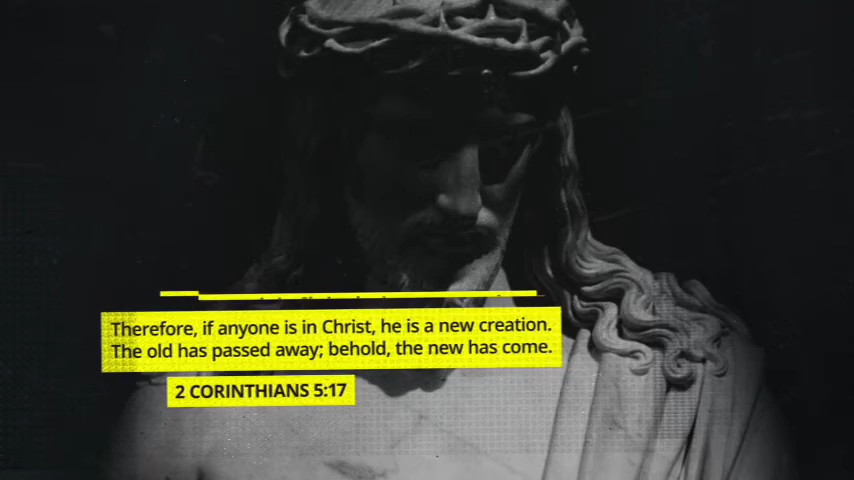 Therefore, if anyone is in Christ, he is a new creation.
The old has passed away; behold, the new has come.
2 CORINTHIANS 5:17